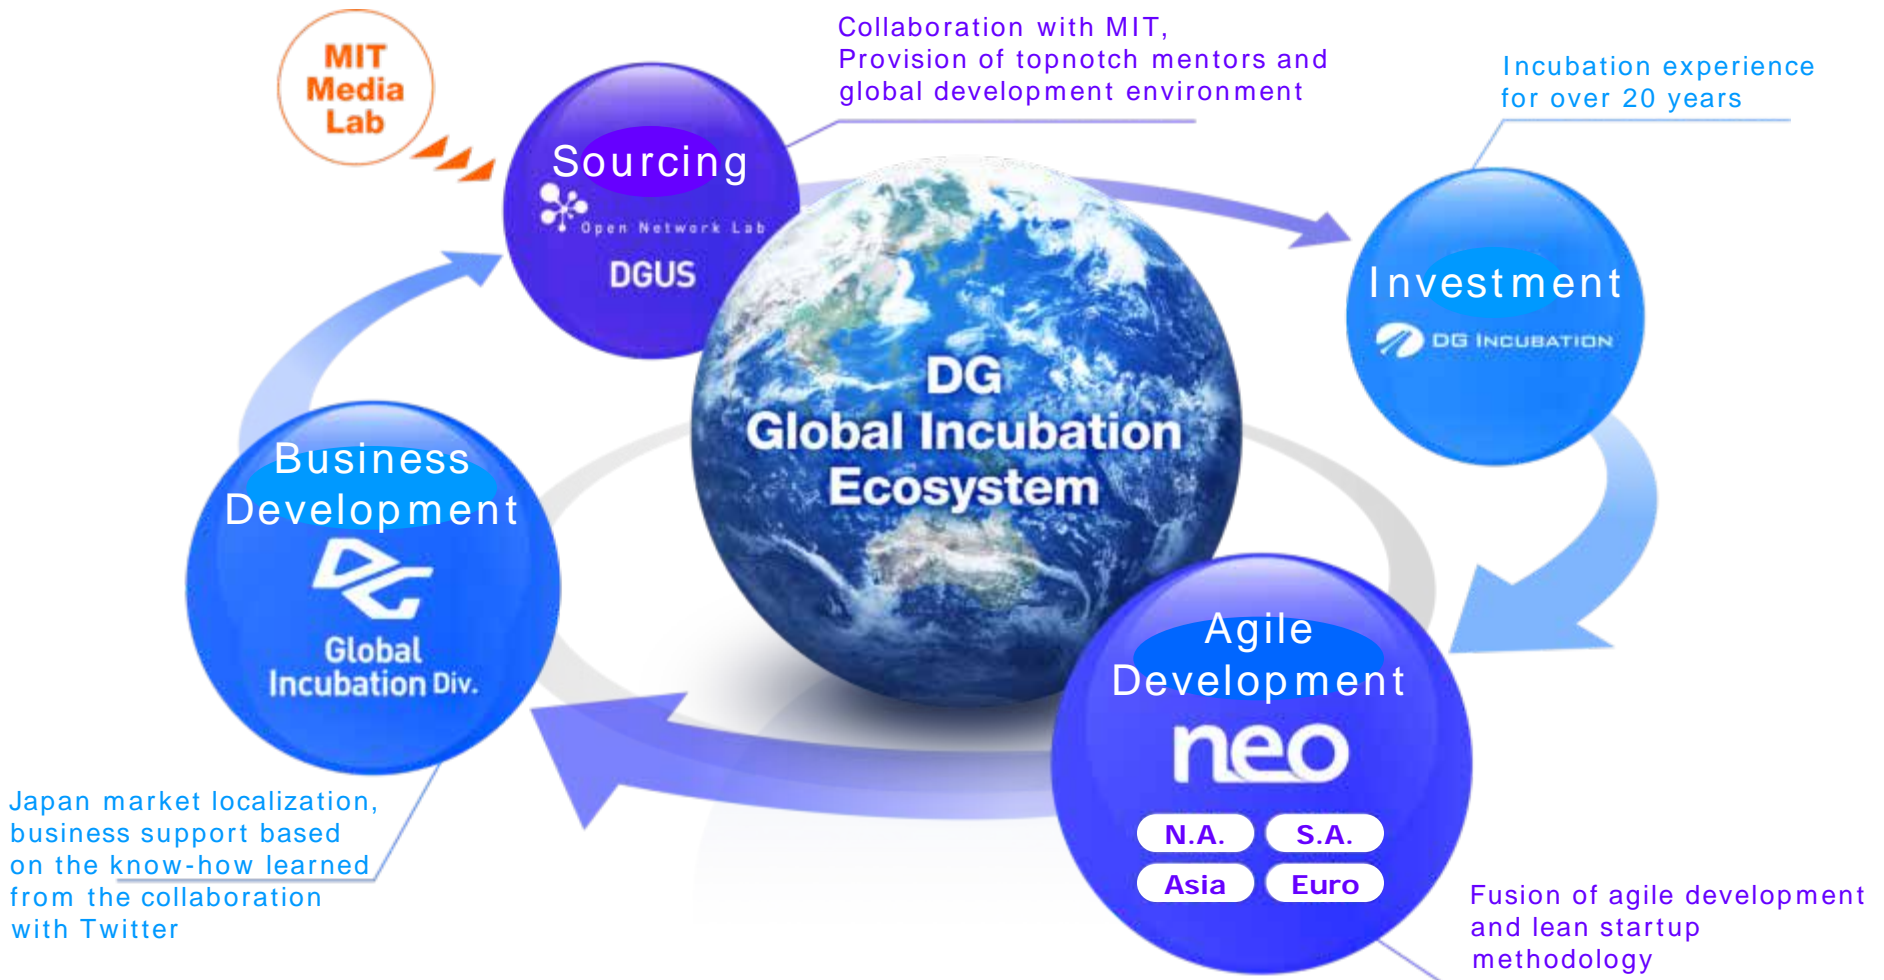 MIT
Media
Lab
Collaboration with MIT,
Provision of topnotch mentors and
global development environment
Incubation experience
for over 20 years
Sourcing
Open Network Lab
DGUS
Investment
DG INCUBATION
DG
Global Incubation
Ecosystem
Business
Development
DG
Global
Incubation Div.
Agile
Development
neo
N.A.
S.A.
Asia
Euro
Japan market localization,
business support based
on the know-how learned
from the collaboration
with Twitter
Fusion of agile development
and lean startup
methodology